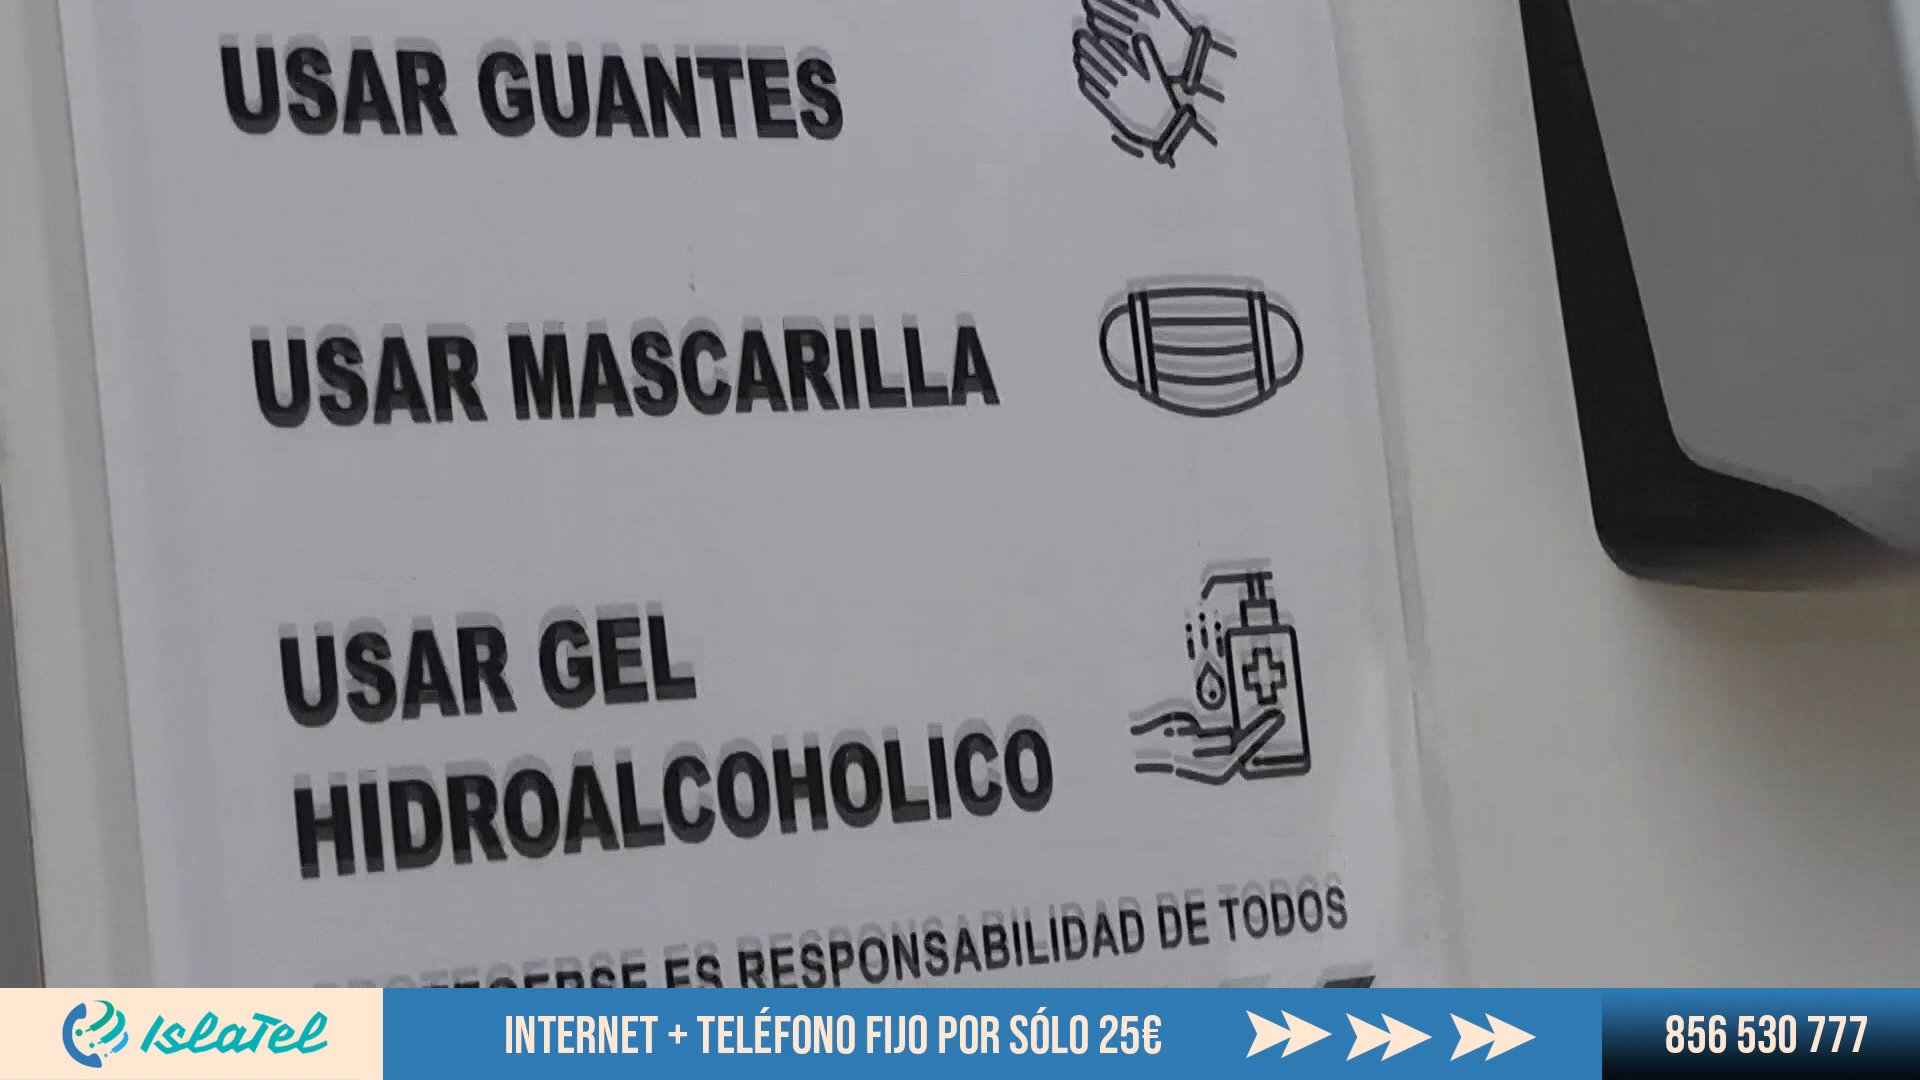 USAR GUANTES
USAR MASCARILLA
USAR GEL
HIDROALCOHOLICO
PROTEGERSE ES RESPONSABILIDAD DE TODOS
IslaTel
INTERNET + TELÉFONO FIJO POR SÓLO 25€
856 530 777